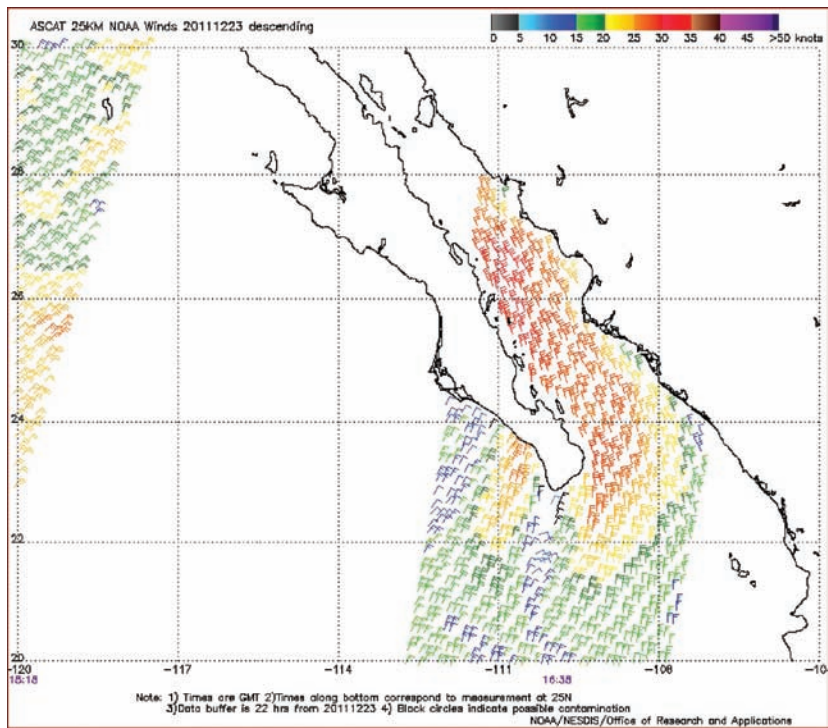 ASCAT 25KM NOAA Winds 20111223 descending
0 5 10 15 20 25 30 35 40 45 >50 knots
30
28
26
24
22
20
-120 -117 -114 -111 -108 -10
18:18 16:38
Note: 1) Times are GMT 2)Times along bottom correspond to measurement at 25N
3)Data buffer is 22 hrs from 20111223 4) Black circles indicate possible contamination
NOAA/NESDIS/Office of Research and Applications